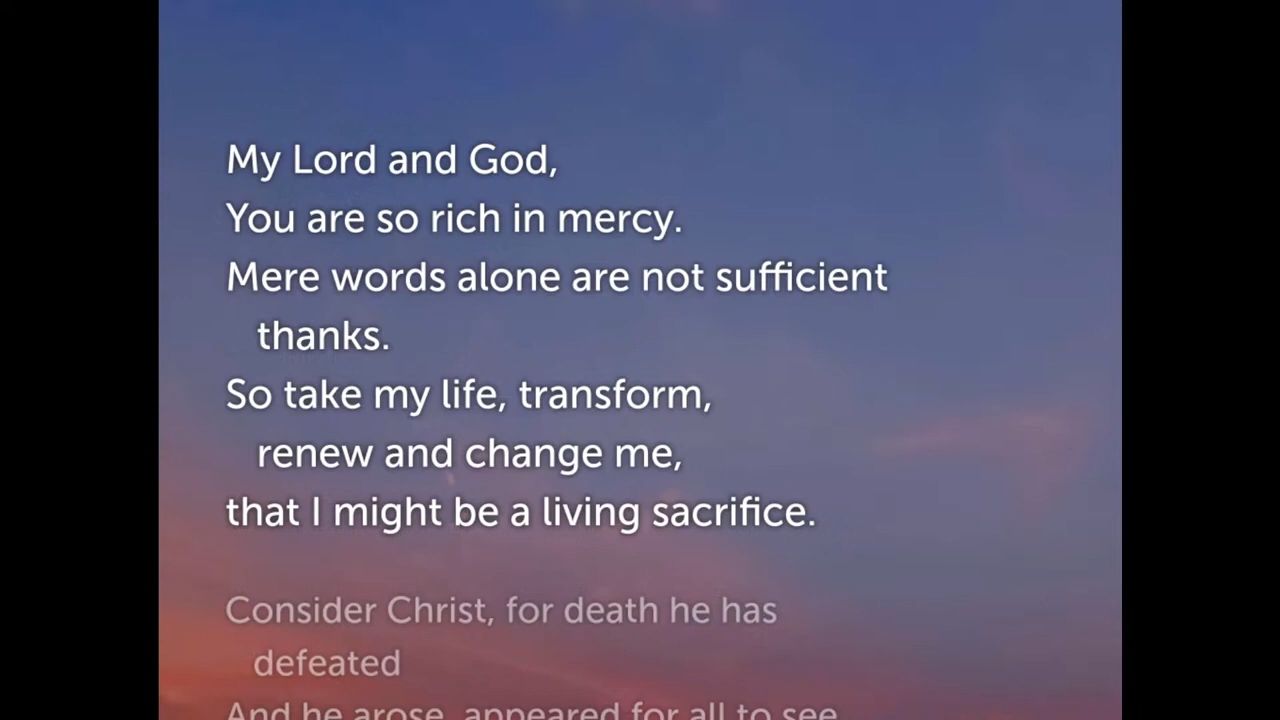 My Lord and God,
You are so rich in mercy.
Mere words alone are not sufficient
thanks.
So take my life, transform,
renew and change me,
that I might be a living sacrifice.
Consider Christ, for death he has
defeated
And he arose, appeared for all to see